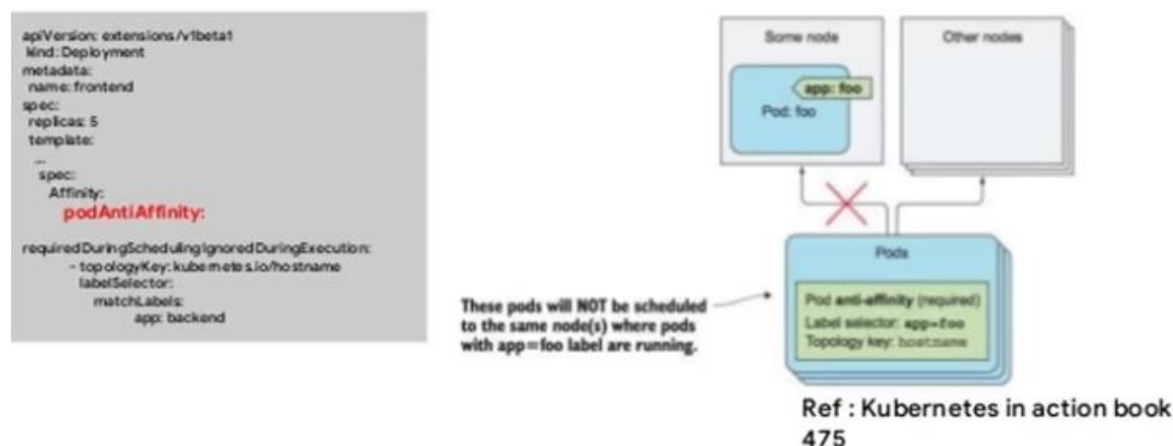 apiVersion: extensions/v1beta1
kind: Deployment
metadata:
name: frontend
spec:
replicas: 5
template:
...
spec:
Affinity:
podAntiAffinity:
requiredDuringSchedulingIgnoredDuringExecution:
- topologyKey: kubernetes.io/hostname
labelSelector:
matchLabels:
app: backend
Some node
app: foo
Pod: foo
Other nodes
Pods
Pod anti-affinity (required)
Label selector: app=foo
Topology key: hostname
These pods will NOT be scheduled
to the same node(s) where pods
with app=foo label are running.
Ref : Kubernetes in action book
475